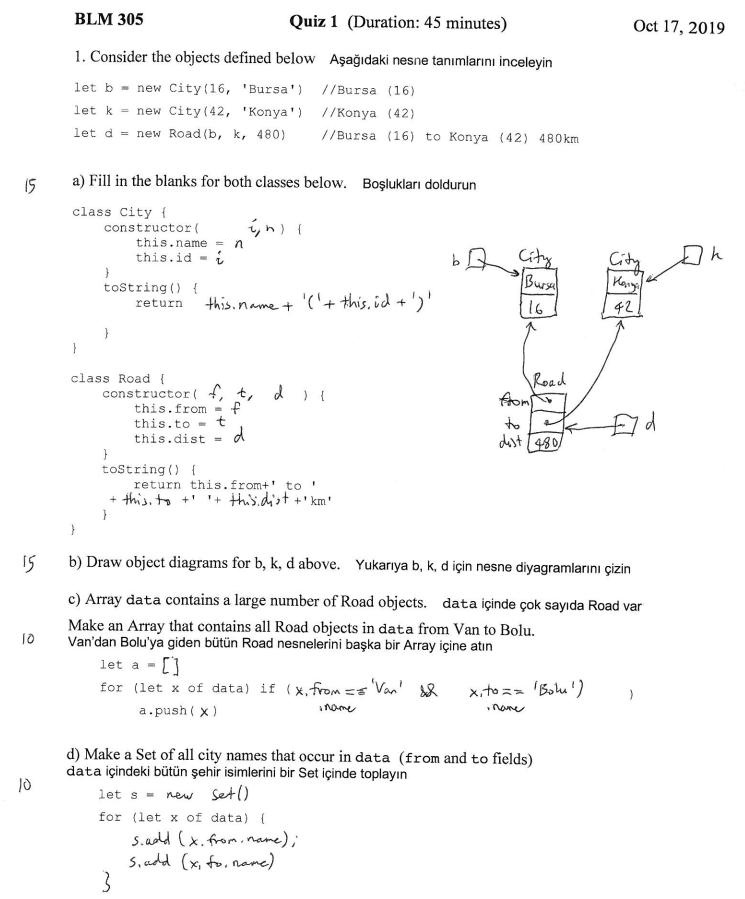 BLM 305 Quiz 1 (Duration: 45 minutes) Oct 17, 2019
1. Consider the objects defined below Aşağıdaki nesne tanımlarını inceleyin
let b = new City(16, 'Bursa') //Bursa (16)
let k = new City(42, 'Konya') //Konya (42)
let d = new Road(b, k, 480) //Bursa (16) to Konya (42) 480km
15 a) Fill in the blanks for both classes below. Boşlukları doldurun
class City {
constructor( i, n ) {
this.name = n
this.id = i
}
toString() {
return this.name + '(' + this.id + ')'
}
}
class Road {
constructor( f, t, d ) {
this.from = f
this.to = t
this.dist = d
}
toString() {
return this.from+' to '
+ this.to +' '+ this.dist +'km'
}
}
b City City k
Bursa Konya
16 42
Road
from
to d
dist 480
15 b) Draw object diagrams for b, k, d above. Yukarıya b, k, d için nesne diyagramlarını çizin
c) Array data contains a large number of Road objects. data içinde çok sayıda Road var
Make an Array that contains all Road objects in data from Van to Bolu.
10 Van'dan Bolu'ya giden bütün Road nesnelerini başka bir Array içine atın
let a = []
for (let x of data) if ( x.from == 'Van' && x.to == 'Bolu') )
.name .name
a.push( x )
d) Make a Set of all city names that occur in data (from and to fields)
data içindeki bütün şehir isimlerini bir Set içinde toplayın
10
let s = new Set()
for (let x of data) {
s.add (x.from.name);
s.add (x.to.name)
}